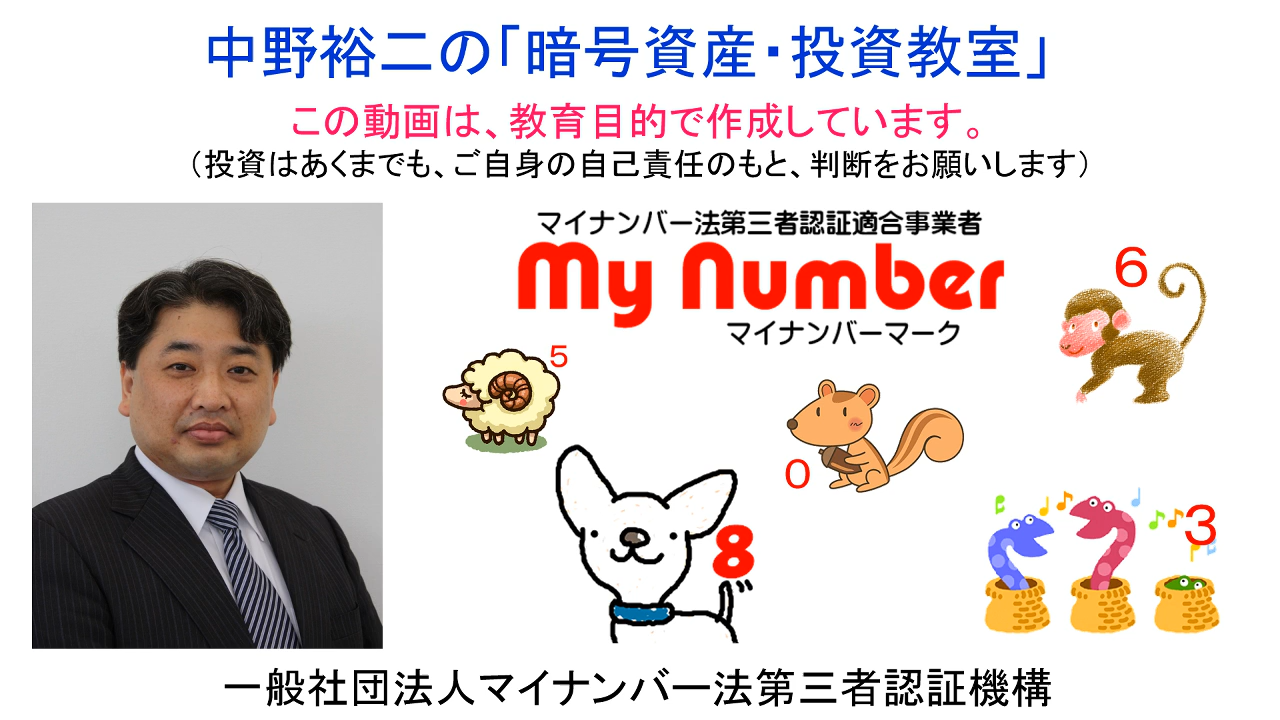 中野裕二の「暗号資産・投資教室」
この動画は、教育目的で作成しています。
（投資はあくまでも、ご自身の自己責任のもと、判断をお願いします）
マイナンバー法第三者認証適合事業者
My Number
マイナンバーマーク
6
5
0
8
3
一般社団法人マイナンバー法第三者認証機構